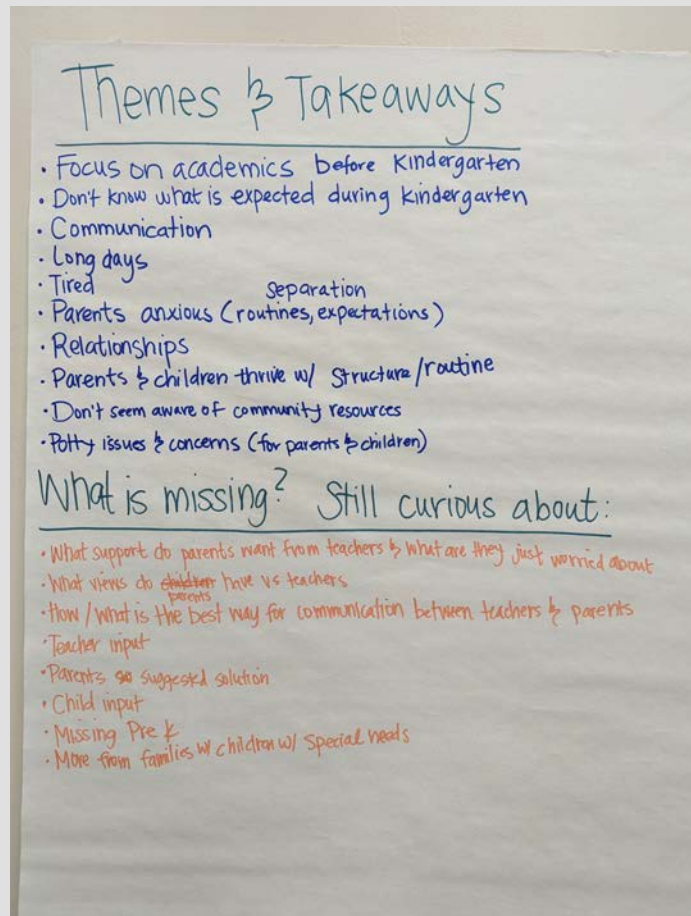 Themes & Takeaways
• Focus on academics before Kindergarten
• Don't know what is expected during kindergarten
• Communication
• Long days
• Tired
separation
• Parents anxious (routines, expectations)
• Relationships
• Parents & children thrive w/ structure/routine
• Don't seem aware of community resources
• Potty issues & concerns (for parents & children)
What is missing? Still curious about:
• What support do parents want from teachers & what are they just worried about
• What views do children have vs teachers
parents
• How / What is the best way for communication between teachers & parents
• Teacher input
• Parents suggested solution
• Child input
• Missing Pre K
• More from families w/ children w/ special needs